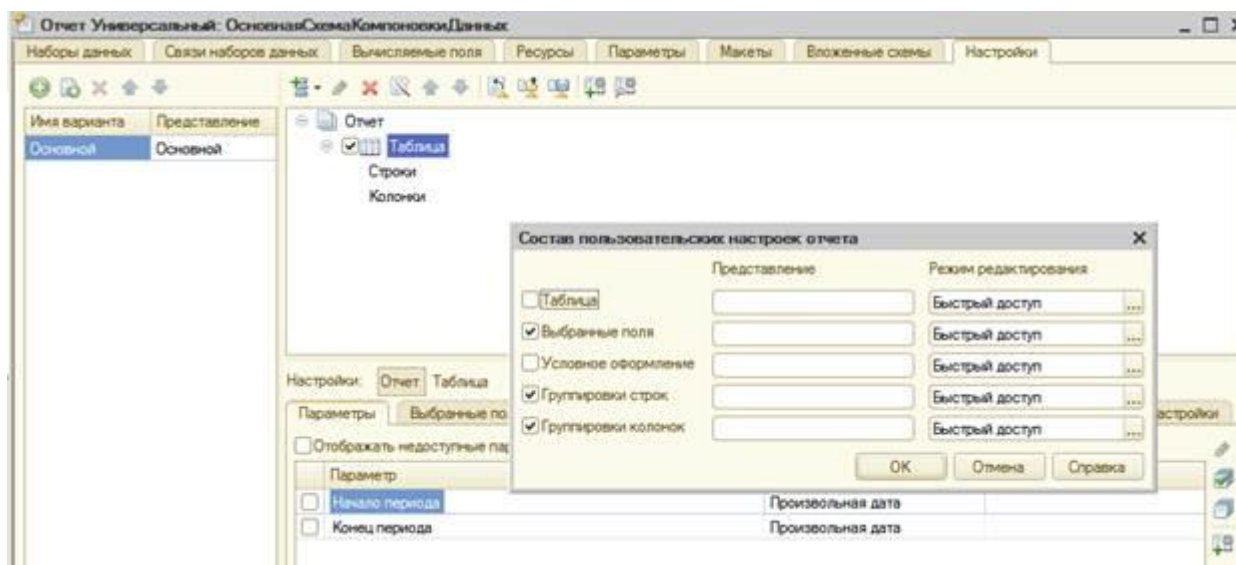 Отчет Универсальный: ОсновнаяСхемаКомпоновкиДанных
Наборы данных Связи наборов данных Вычисляемые поля Ресурсы Параметры Макеты Вложенные схемы Настройки
Имя варианта Представление
Основной Основной
Отчет
Таблица
Строки
Колонки
Состав пользовательских настроек отчета
Представление Режим редактирования
Таблица Быстрый доступ ...
Выбранные поля Быстрый доступ ...
Условное оформление Быстрый доступ ...
Группировки строк Быстрый доступ ...
Группировки колонок Быстрый доступ ...
OK Отмена Справка
Настройки: Отчет Таблица
Параметры Выбранные по астройки
Отображать недоступные пар
Параметр
Начало периода Произвольная дата
Конец периода Произвольная дата